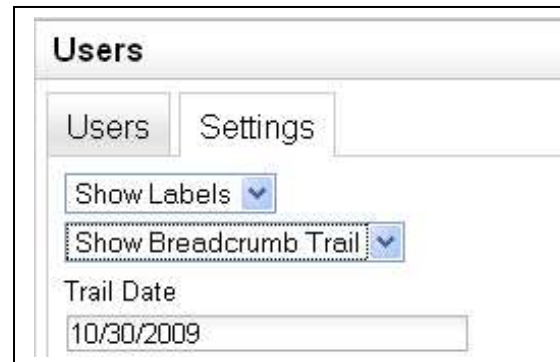 Users
Users Settings
Show Labels
Show Breadcrumb Trail
Trail Date
10/30/2009